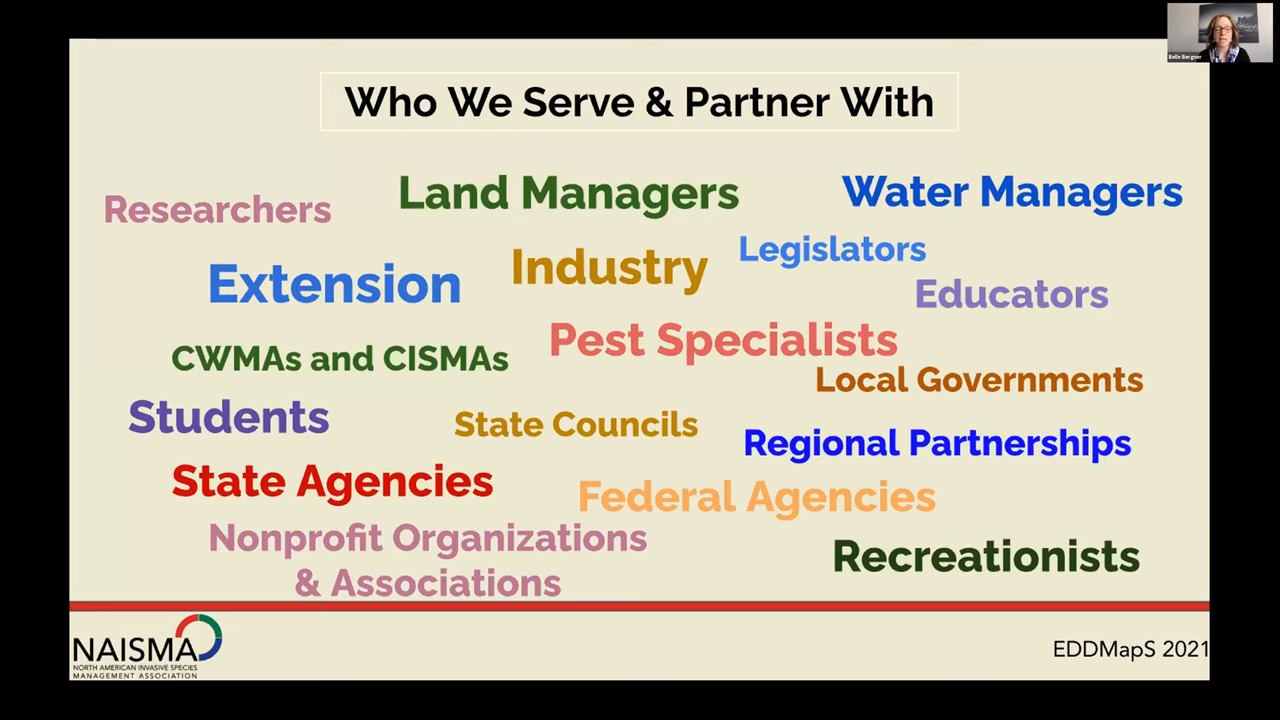 Belle Bergner
Who We Serve & Partner With
Researchers
Land Managers
Water Managers
Extension
Industry
Legislators
Educators
CWMAs and CISMAs
Pest Specialists
Local Governments
Students
State Councils
Regional Partnerships
State Agencies
Federal Agencies
Nonprofit Organizations
& Associations
Recreationists
NAISMA
NORTH AMERICAN INVASIVE SPECIES
MANAGEMENT ASSOCIATION
EDDMapS 2021